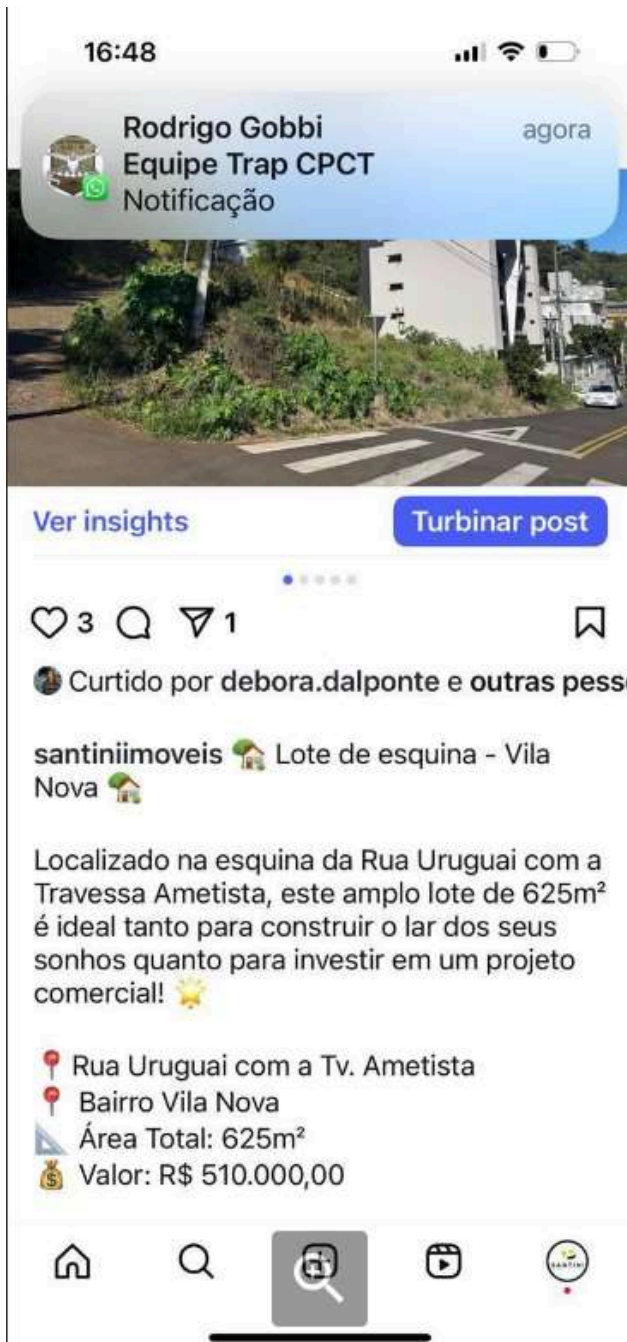 16:48
Rodrigo Gobbi
agora
Equipe Trap CPCT
Notificação
Ver insights
Turbinar post
3
1
Curtido por debora.dalponte e outras pess
santiniimoveis 🏡 Lote de esquina - Vila
Nova 🏡
Localizado na esquina da Rua Uruguai com a
Travessa Ametista, este amplo lote de 625m²
é ideal tanto para construir o lar dos seus
sonhos quanto para investir em um projeto
comercial! 🌟
📍 Rua Uruguai com a Tv. Ametista
📍 Bairro Vila Nova
📐 Área Total: 625m²
💰 Valor: R$ 510.000,00
SANTINI